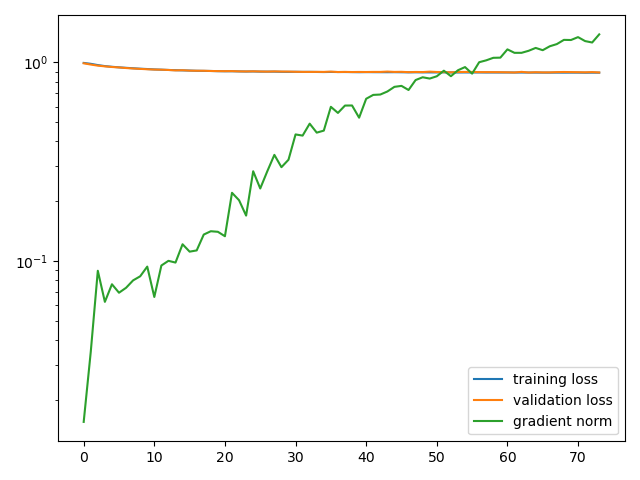 10⁰
10⁻¹
0 10 20 30 40 50 60 70
training loss
validation loss
gradient norm